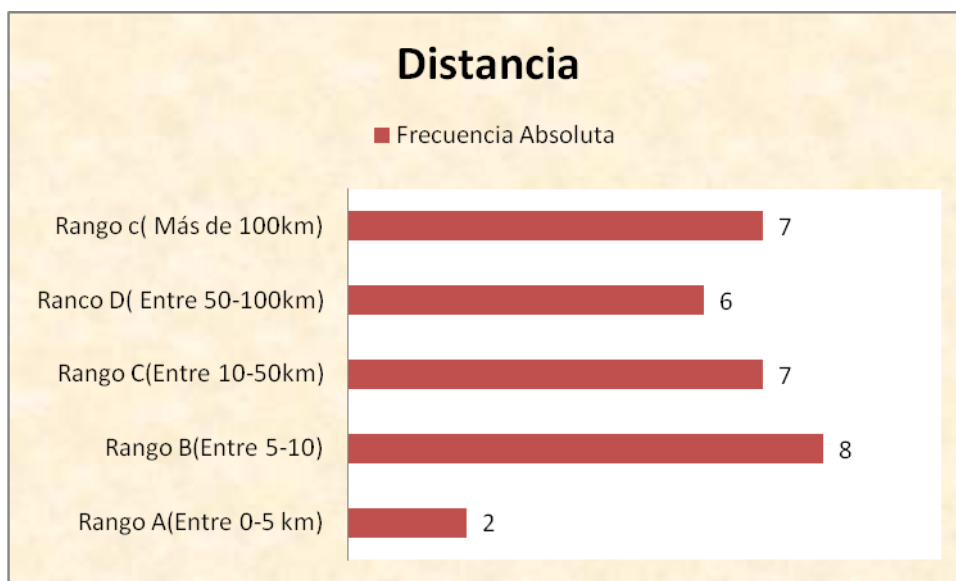 Distancia
Frecuencia Absoluta
Rango c( Más de 100km)
7
Ranco D( Entre 50-100km)
6
Rango C(Entre 10-50km)
7
Rango B(Entre 5-10)
8
Rango A(Entre 0-5 km)
2